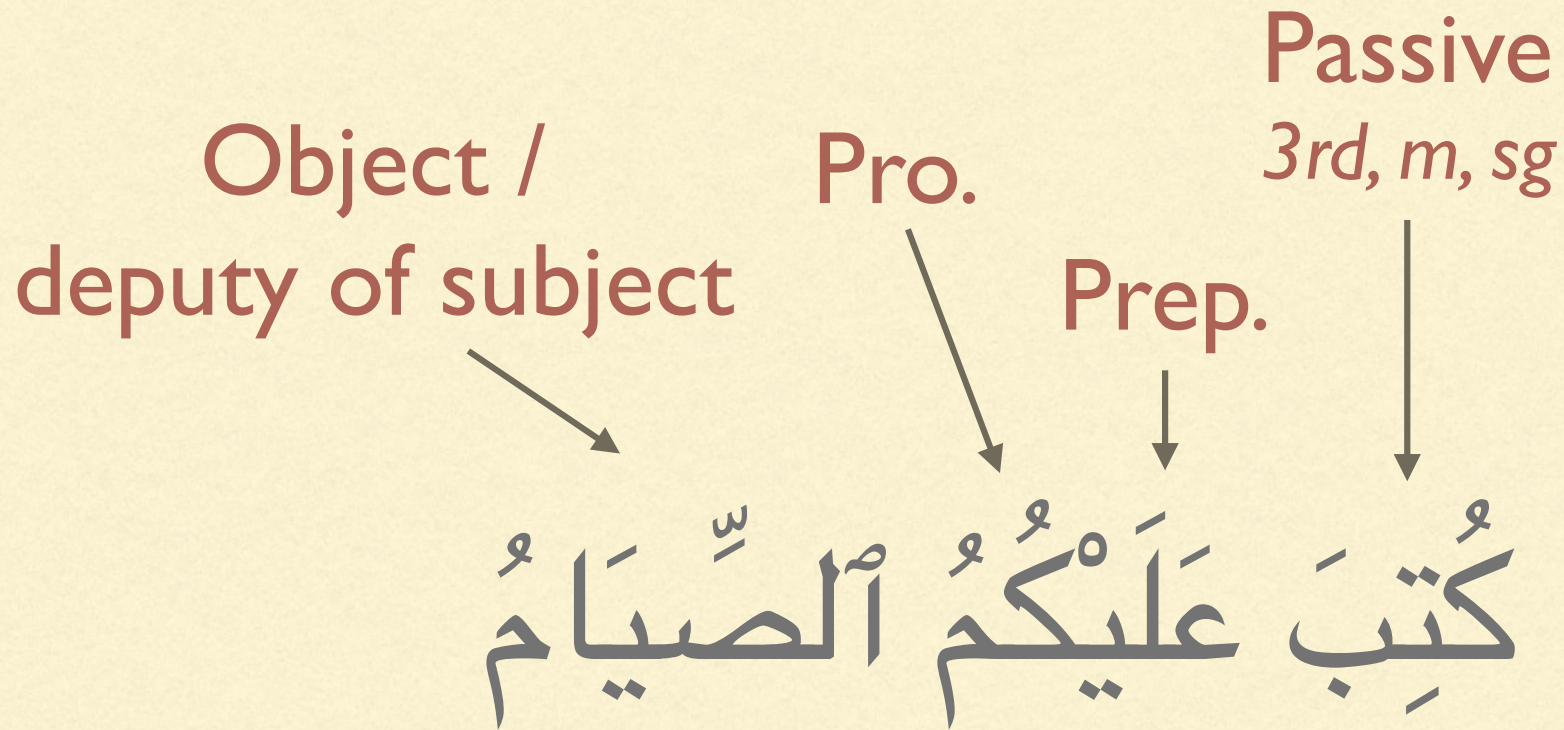 Passive
3rd, m, sg
Object /
deputy of subject
Pro.
Prep.
كُتِبَ عَلَيْكُمُ ٱلصِّيَامُ